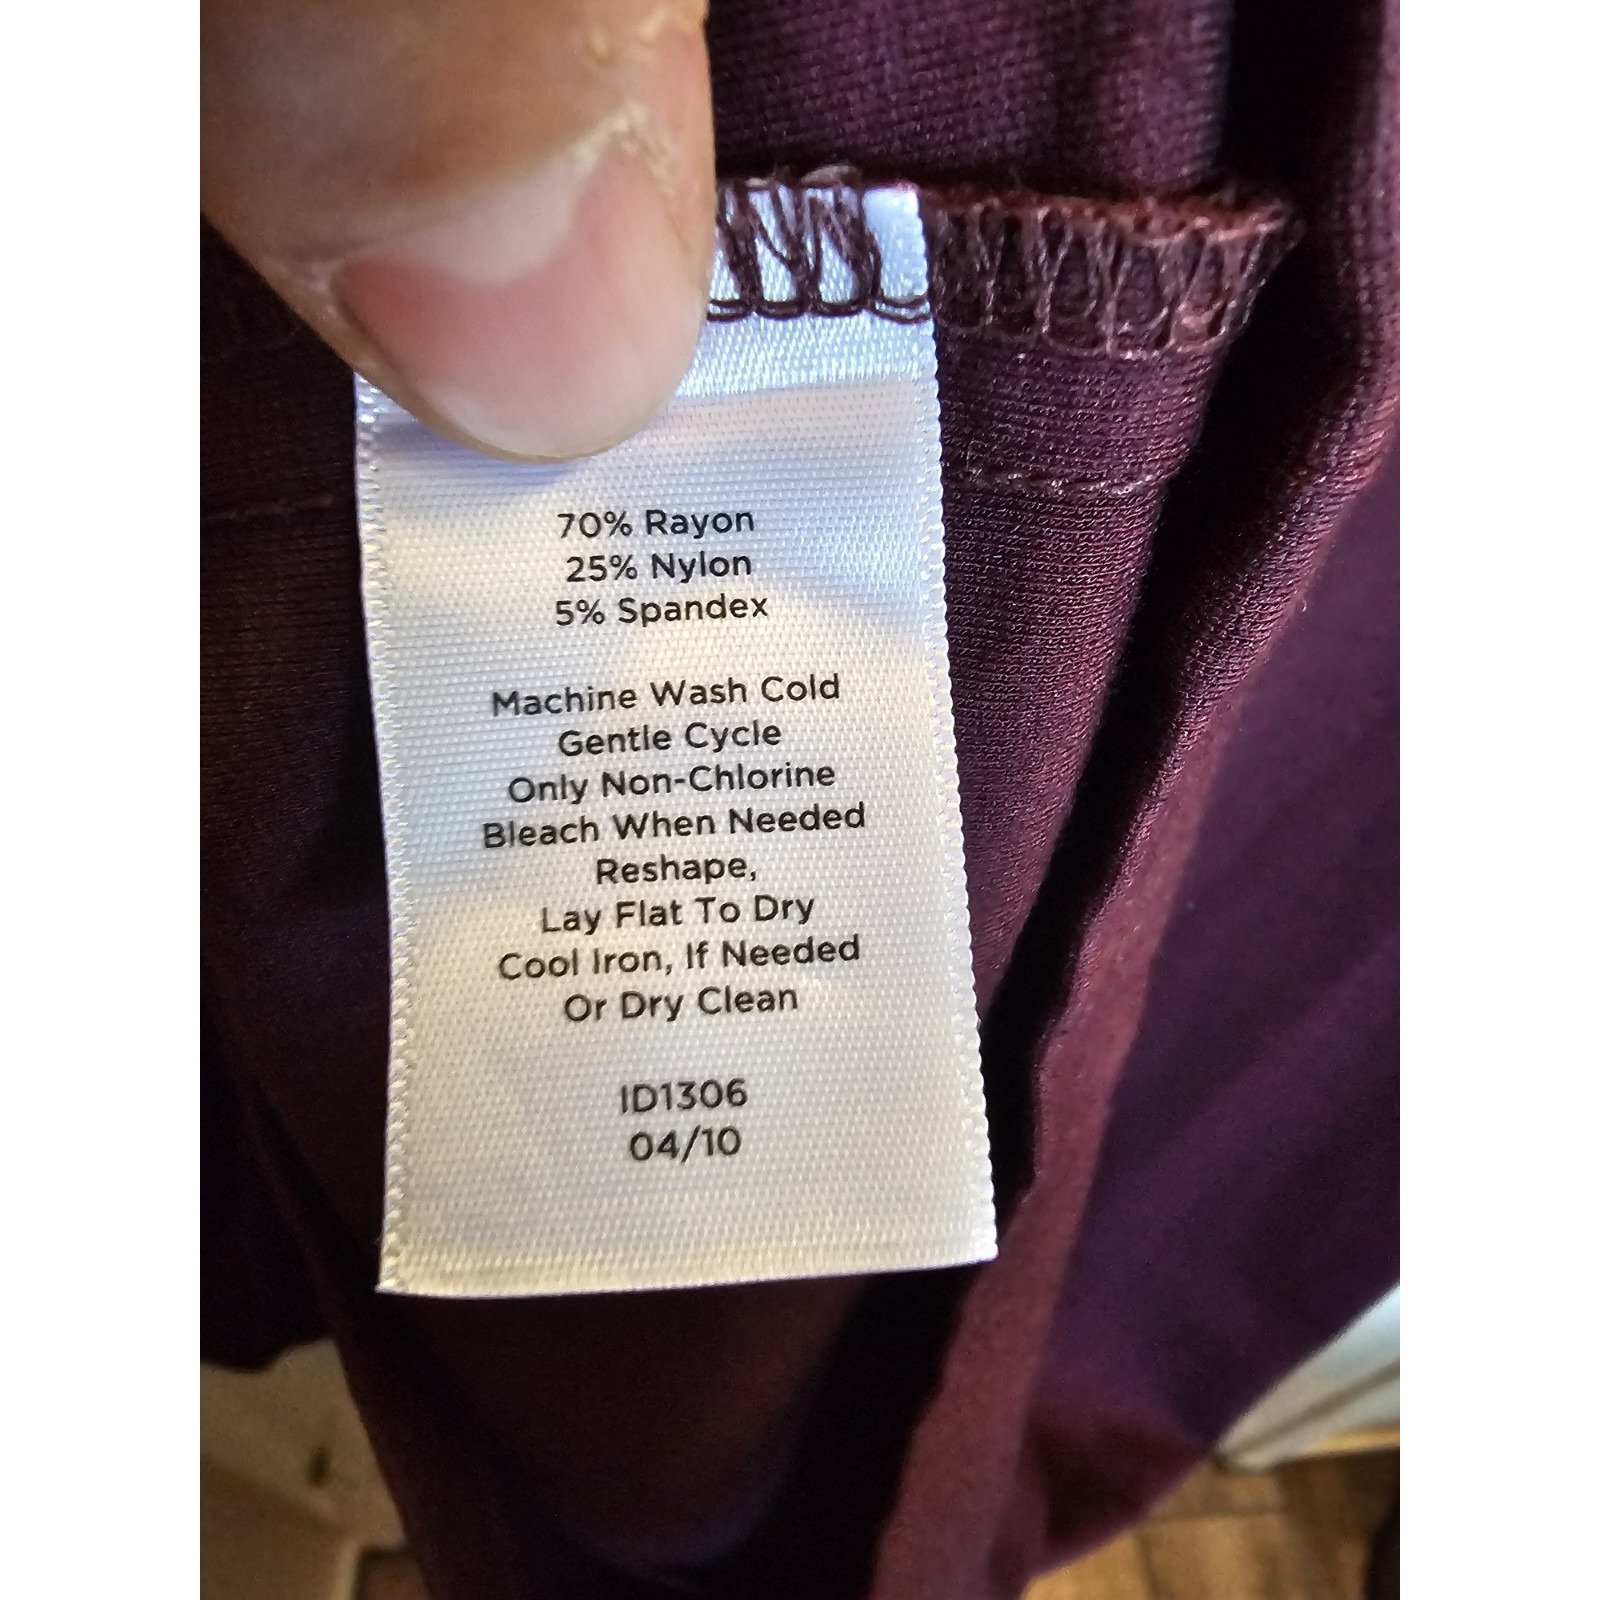 70% Rayon
25% Nylon
5% Spandex
Machine Wash Cold
Gentle Cycle
Only Non-Chlorine
Bleach When Needed
Reshape,
Lay Flat To Dry
Cool Iron, If Needed
Or Dry Clean
ID1306
04/10